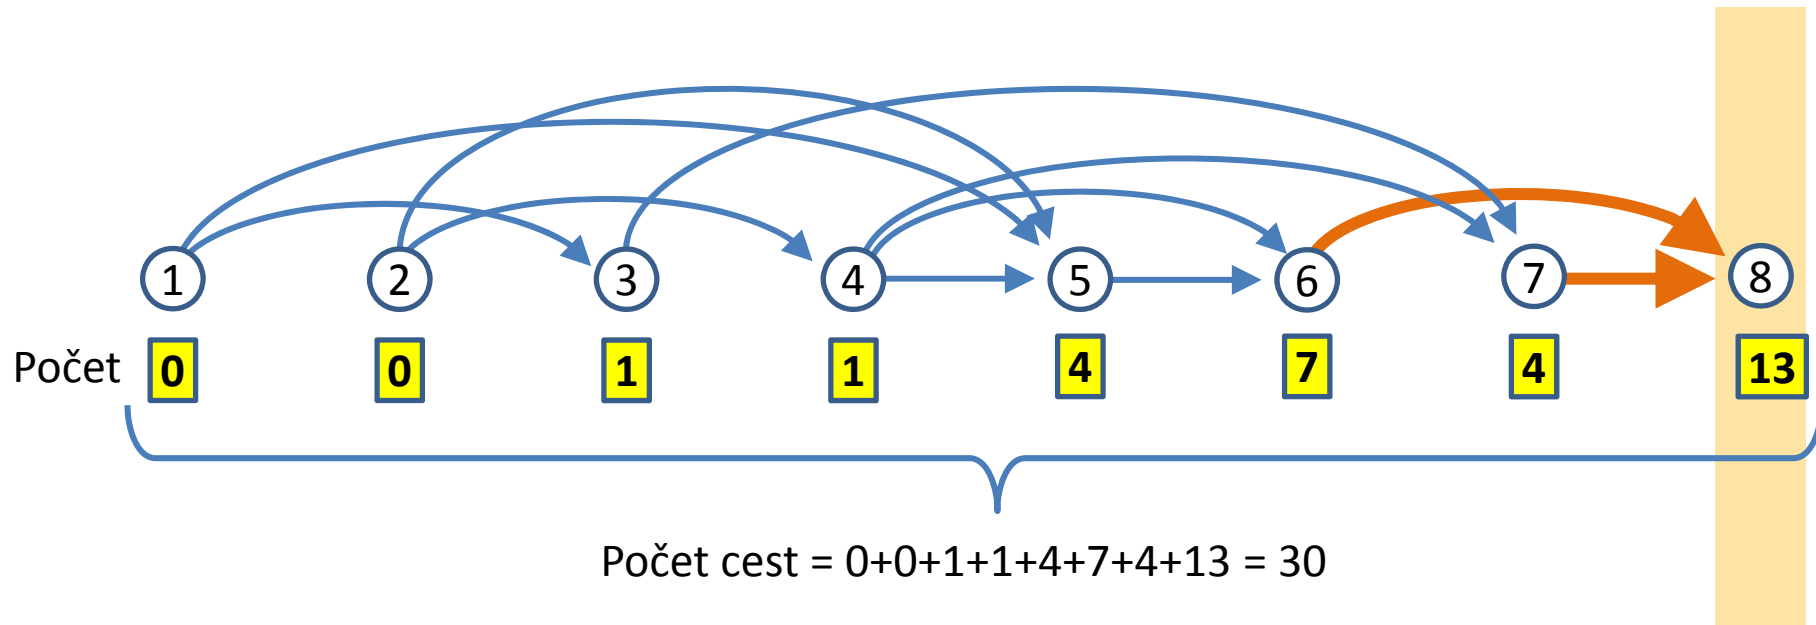 1 2 3 4 5 6 7 8
Počet 0 0 1 1 4 7 4 13
Počet cest = 0+0+1+1+4+7+4+13 = 30